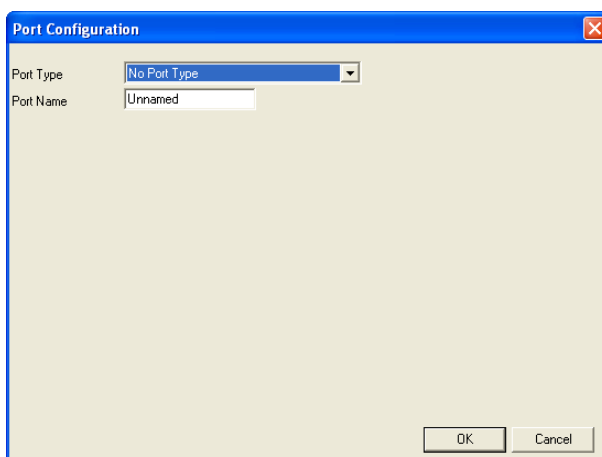 Port Configuration
Port Type No Port Type
Port Name Unnamed
OK Cancel